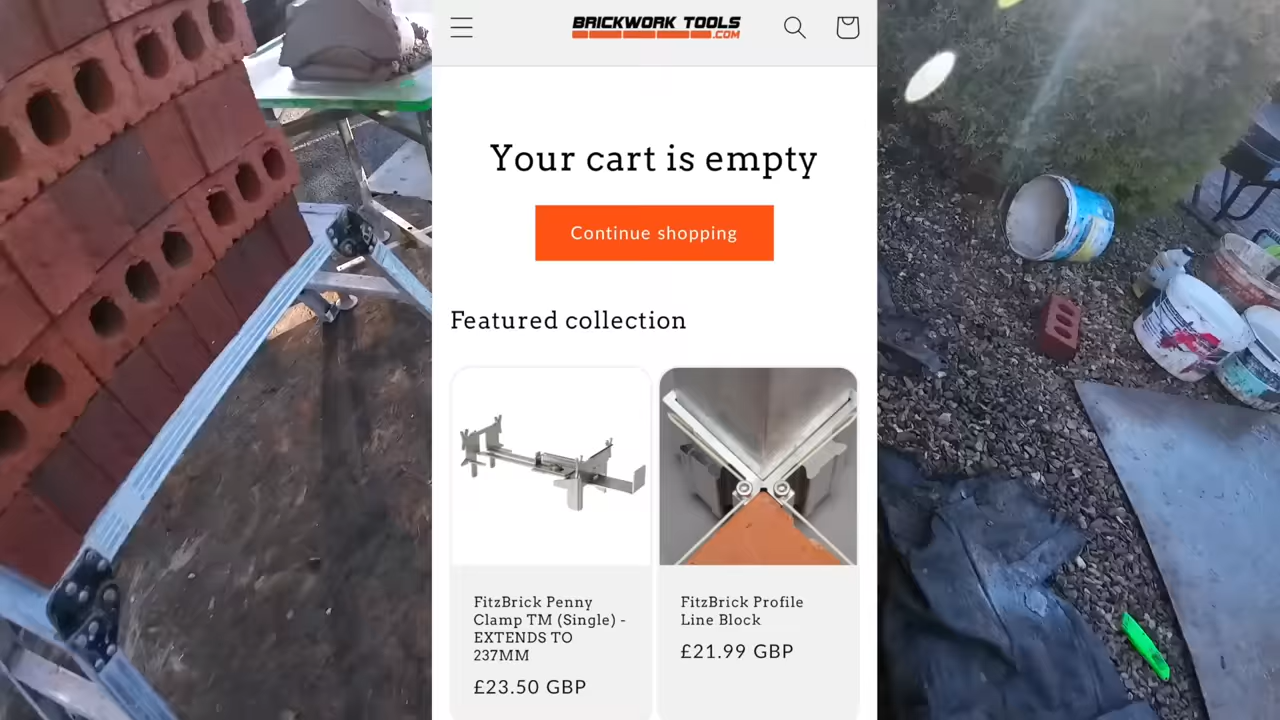 BRICKWORK TOOLS
.COM
Your cart is empty
Continue shopping
Featured collection
FitzBrick Penny
Clamp TM (Single) -
EXTENDS TO
237MM
£23.50 GBP
FitzBrick Profile
Line Block
£21.99 GBP